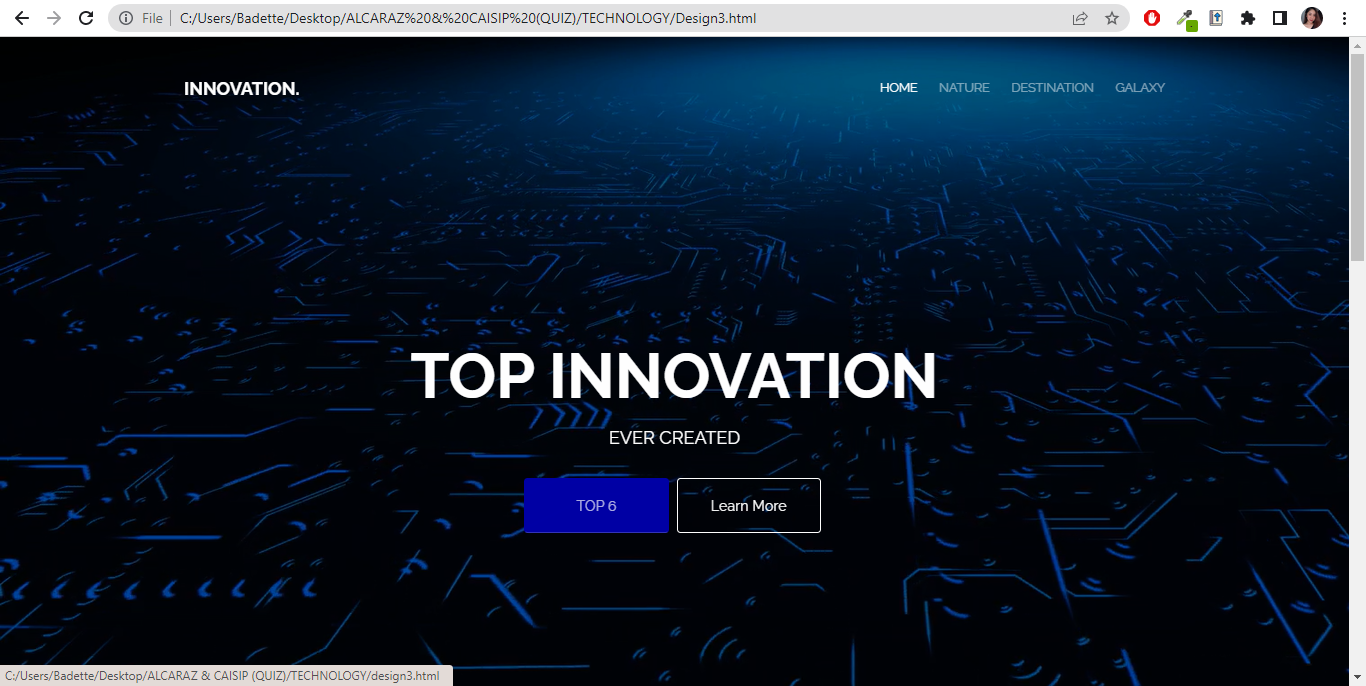 File | C:/Users/Badette/Desktop/ALCARAZ%20&%20CAISIP%20(QUIZ)/TECHNOLOGY/Design3.html
INNOVATION.
HOME NATURE DESTINATION GALAXY
TOP INNOVATION
EVER CREATED
TOP 6 Learn More
C:/Users/Badette/Desktop/ALCARAZ & CAISIP (QUIZ)/TECHNOLOGY/design3.html